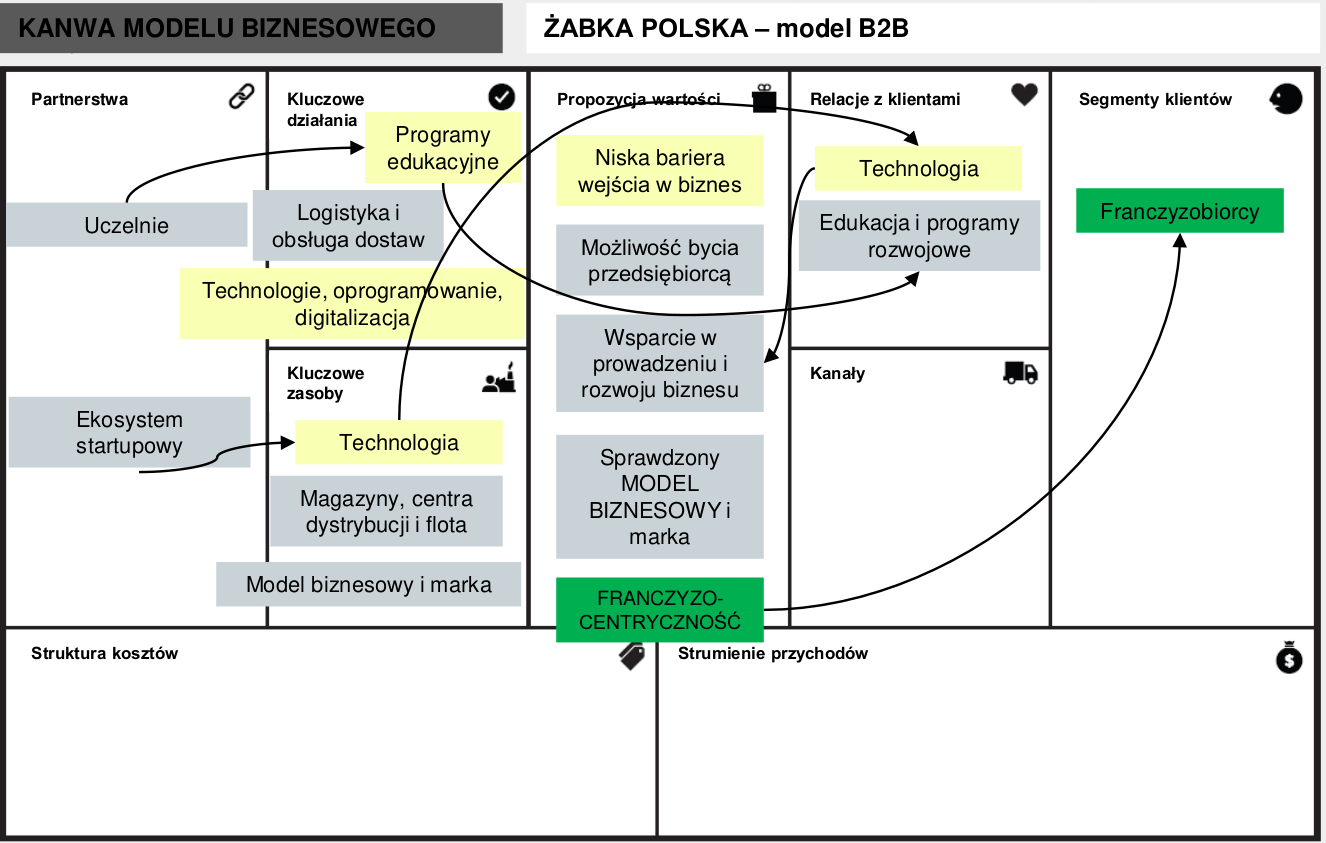 KANWA MODELU BIZNESOWEGO
ŻABKA POLSKA – model B2B
Partnerstwa
Uczelnie
Ekosystem
startupowy
Kluczowe
działania
Programy
edukacyjne
Logistyka i
obsługa dostaw
Technologie, oprogramowanie,
digitalizacja
Kluczowe
zasoby
Technologia
Magazyny, centra
dystrybucji i flota
Model biznesowy i marka
Propozycja wartości
Niska bariera
wejścia w biznes
Możliwość bycia
przedsiębiorcą
Wsparcie w
prowadzeniu i
rozwoju biznesu
Sprawdzony
MODEL
BIZNESOWY i
marka
FRANCZYZO-
CENTRYCZNOŚĆ
Relacje z klientami
Technologia
Edukacja i programy
rozwojowe
Kanały
Segmenty klientów
Franczyzobiorcy
Struktura kosztów
Strumienie przychodów
$